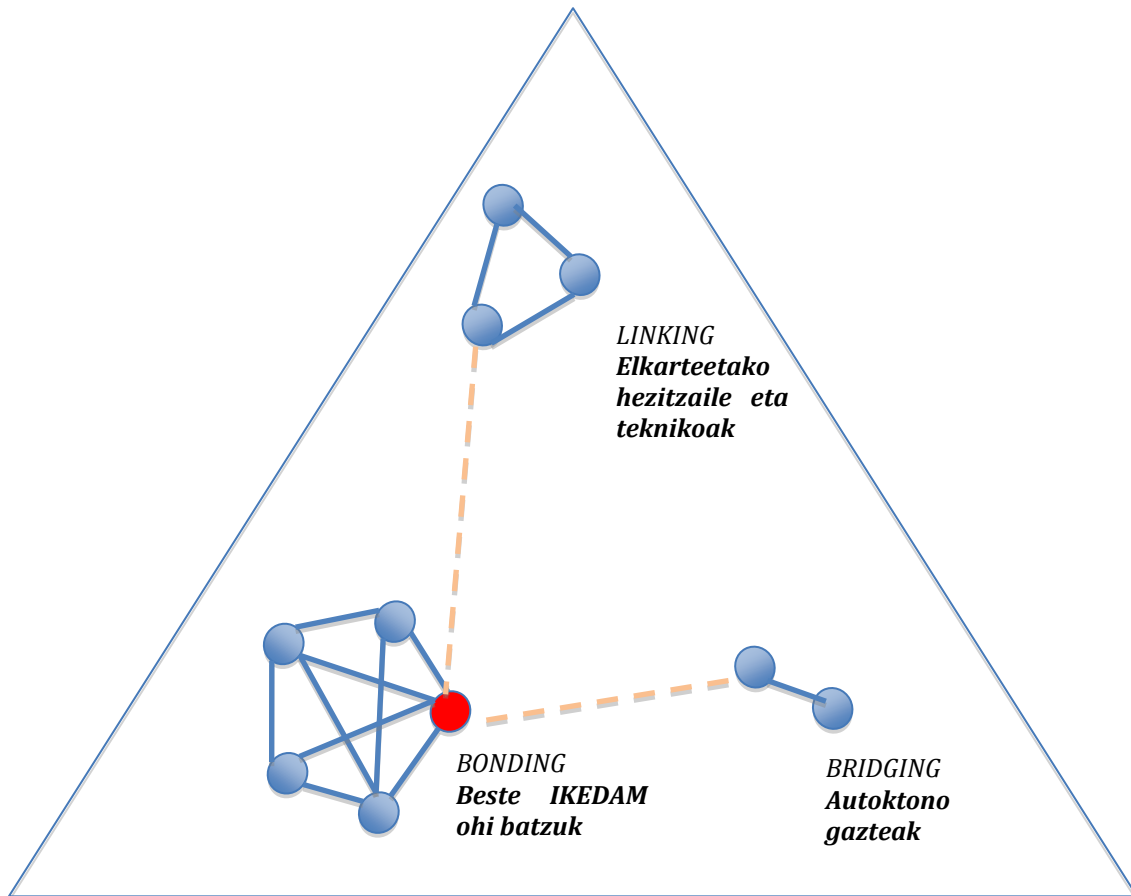 LINKING
Elkarteetako
hezitzaile eta
teknikoak
BONDING
Beste IKEDAM
ohi batzuk
BRIDGING
Autoktono
gazteak